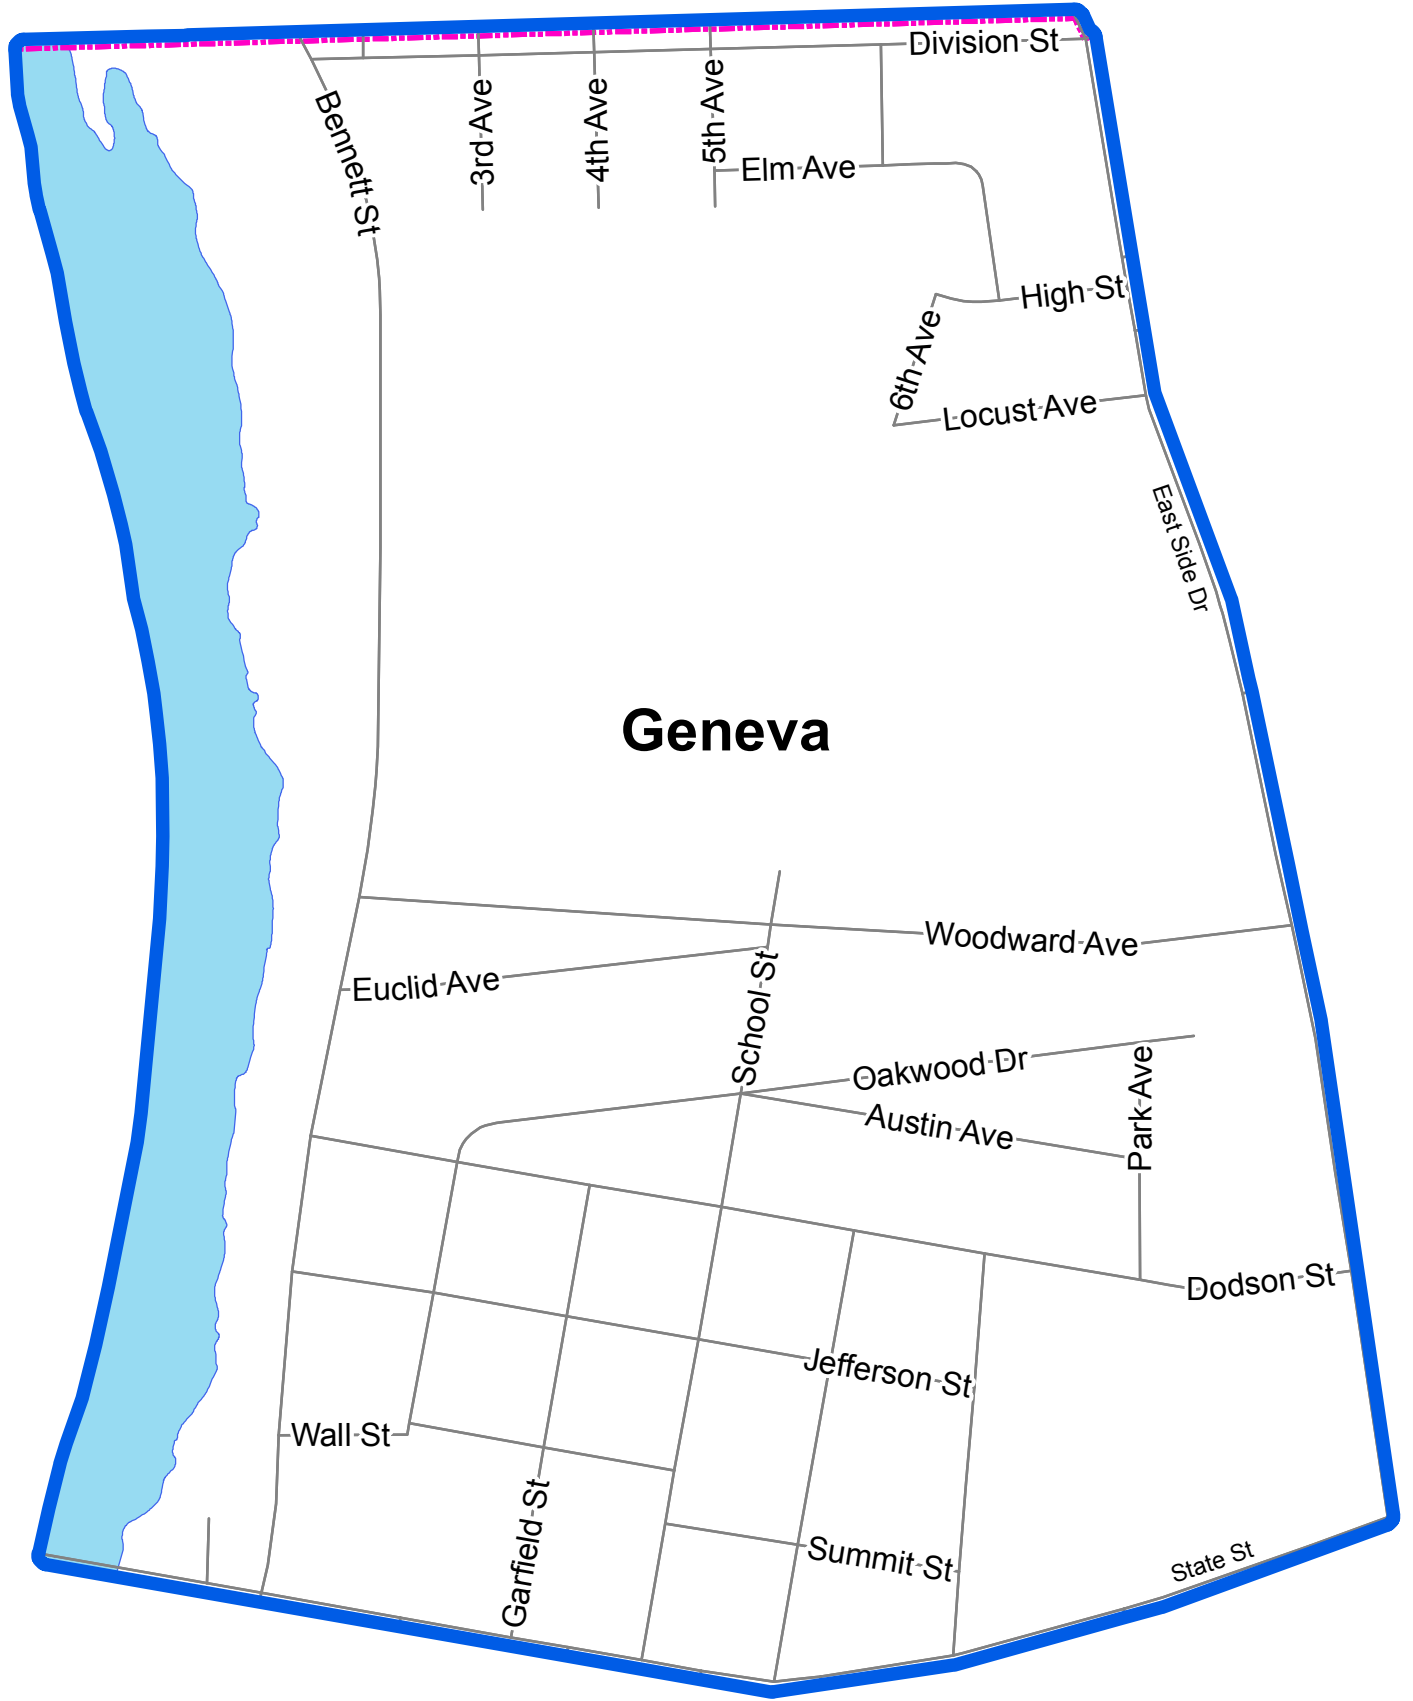 Division St
Bennett St
3rd Ave
4th Ave
5th Ave
Elm Ave
High St
6th Ave
Locust Ave
East Side Dr
Geneva
Woodward Ave
Euclid Ave
School St
Oakwood Dr
Austin Ave
Park Ave
Dodson St
Jefferson St
Wall St
Garfield St
Summit St
State St